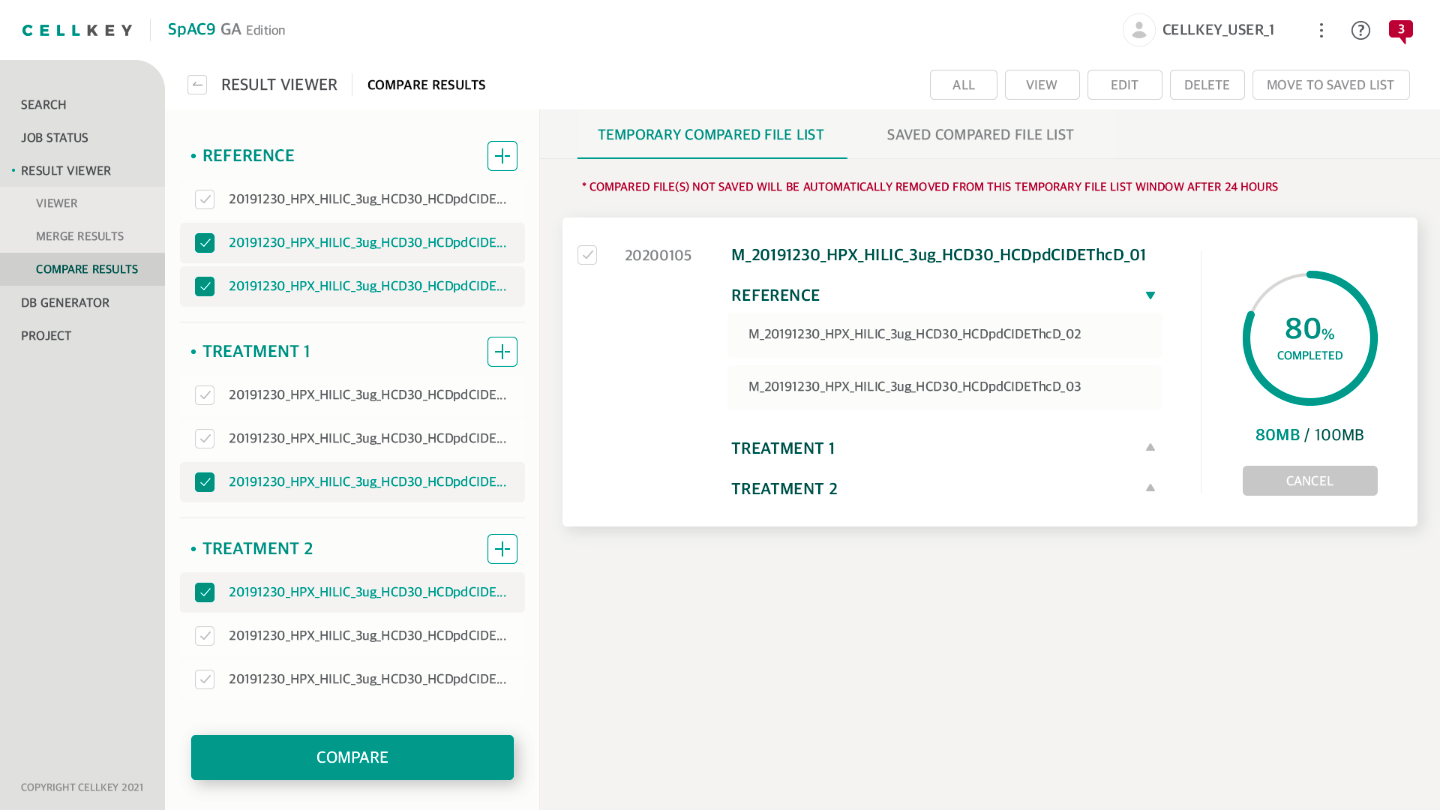 CELLKEY
SpAC9 GA Edition
CELLKEY_USER_1
3
SEARCH
JOB STATUS
RESULT VIEWER
VIEWER
MERGE RESULTS
COMPARE RESULTS
DB GENERATOR
PROJECT
COPYRIGHT CELLKEY 2021
RESULT VIEWER
COMPARE RESULTS
ALL
VIEW
EDIT
DELETE
MOVE TO SAVED LIST
• REFERENCE
20191230_HPX_HILIC_3ug_HCD30_HCDpdCIDE...
20191230_HPX_HILIC_3ug_HCD30_HCDpdCIDE...
20191230_HPX_HILIC_3ug_HCD30_HCDpdCIDE...
• TREATMENT 1
20191230_HPX_HILIC_3ug_HCD30_HCDpdCIDE...
20191230_HPX_HILIC_3ug_HCD30_HCDpdCIDE...
20191230_HPX_HILIC_3ug_HCD30_HCDpdCIDE...
• TREATMENT 2
20191230_HPX_HILIC_3ug_HCD30_HCDpdCIDE...
20191230_HPX_HILIC_3ug_HCD30_HCDpdCIDE...
20191230_HPX_HILIC_3ug_HCD30_HCDpdCIDE...
COMPARE
TEMPORARY COMPARED FILE LIST
SAVED COMPARED FILE LIST
* COMPARED FILE(S) NOT SAVED WILL BE AUTOMATICALLY REMOVED FROM THIS TEMPORARY FILE LIST WINDOW AFTER 24 HOURS
20200105
M_20191230_HPX_HILIC_3ug_HCD30_HCDpdCIDEThcD_01
REFERENCE
M_20191230_HPX_HILIC_3ug_HCD30_HCDpdCIDEThcD_02
M_20191230_HPX_HILIC_3ug_HCD30_HCDpdCIDEThcD_03
TREATMENT 1
TREATMENT 2
80%
COMPLETED
80MB / 100MB
CANCEL